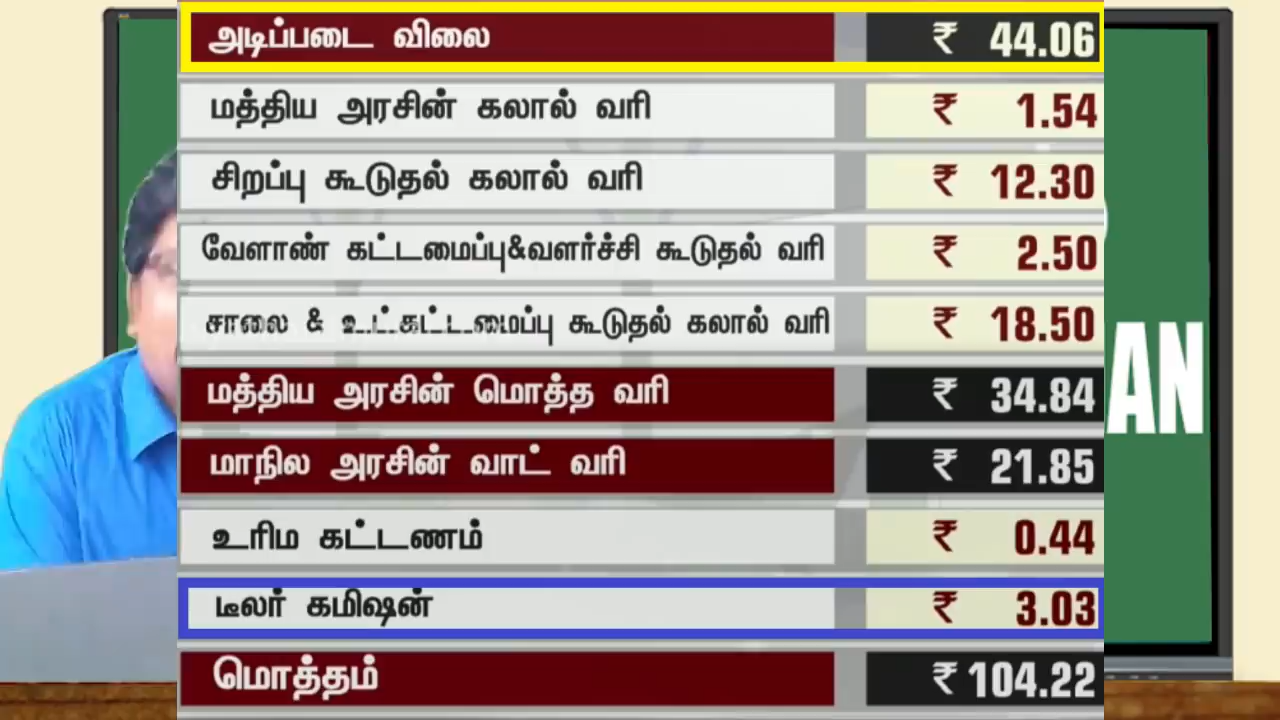 அடிப்படை விலை ₹ 44.06
மத்திய அரசின் கலால் வரி ₹ 1.54
சிறப்பு கூடுதல் கலால் வரி ₹ 12.30
வேளாண் கட்டமைப்பு&வளர்ச்சி கூடுதல் வரி ₹ 2.50
சாலை & உட்கட்டமைப்பு கூடுதல் கலால் வரி ₹ 18.50
மத்திய அரசின் மொத்த வரி ₹ 34.84
AN
மாநில அரசின் வாட் வரி ₹ 21.85
உரிம கட்டணம் ₹ 0.44
டீலர் கமிஷன் ₹ 3.03
மொத்தம் ₹ 104.22